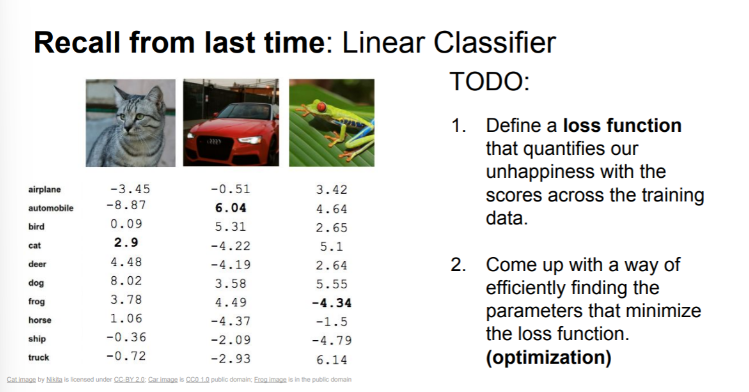 Recall from last time: Linear Classifier
airplane -3.45 -0.51 3.42
automobile -8.87 6.04 4.64
bird 0.09 5.31 2.65
cat 2.9 -4.22 5.1
deer 4.48 -4.19 2.64
dog 8.02 3.58 5.55
frog 3.78 4.49 -4.34
horse 1.06 -4.37 -1.5
ship -0.36 -2.09 -4.79
truck -0.72 -2.93 6.14
TODO:
1. Define a loss function
that quantifies our
unhappiness with the
scores across the training
data.
2. Come up with a way of
efficiently finding the
parameters that minimize
the loss function.
(optimization)
Cat image by Nikita is licensed under CC-BY 2.0; Car image is CC0 1.0 public domain; Frog image is in the public domain